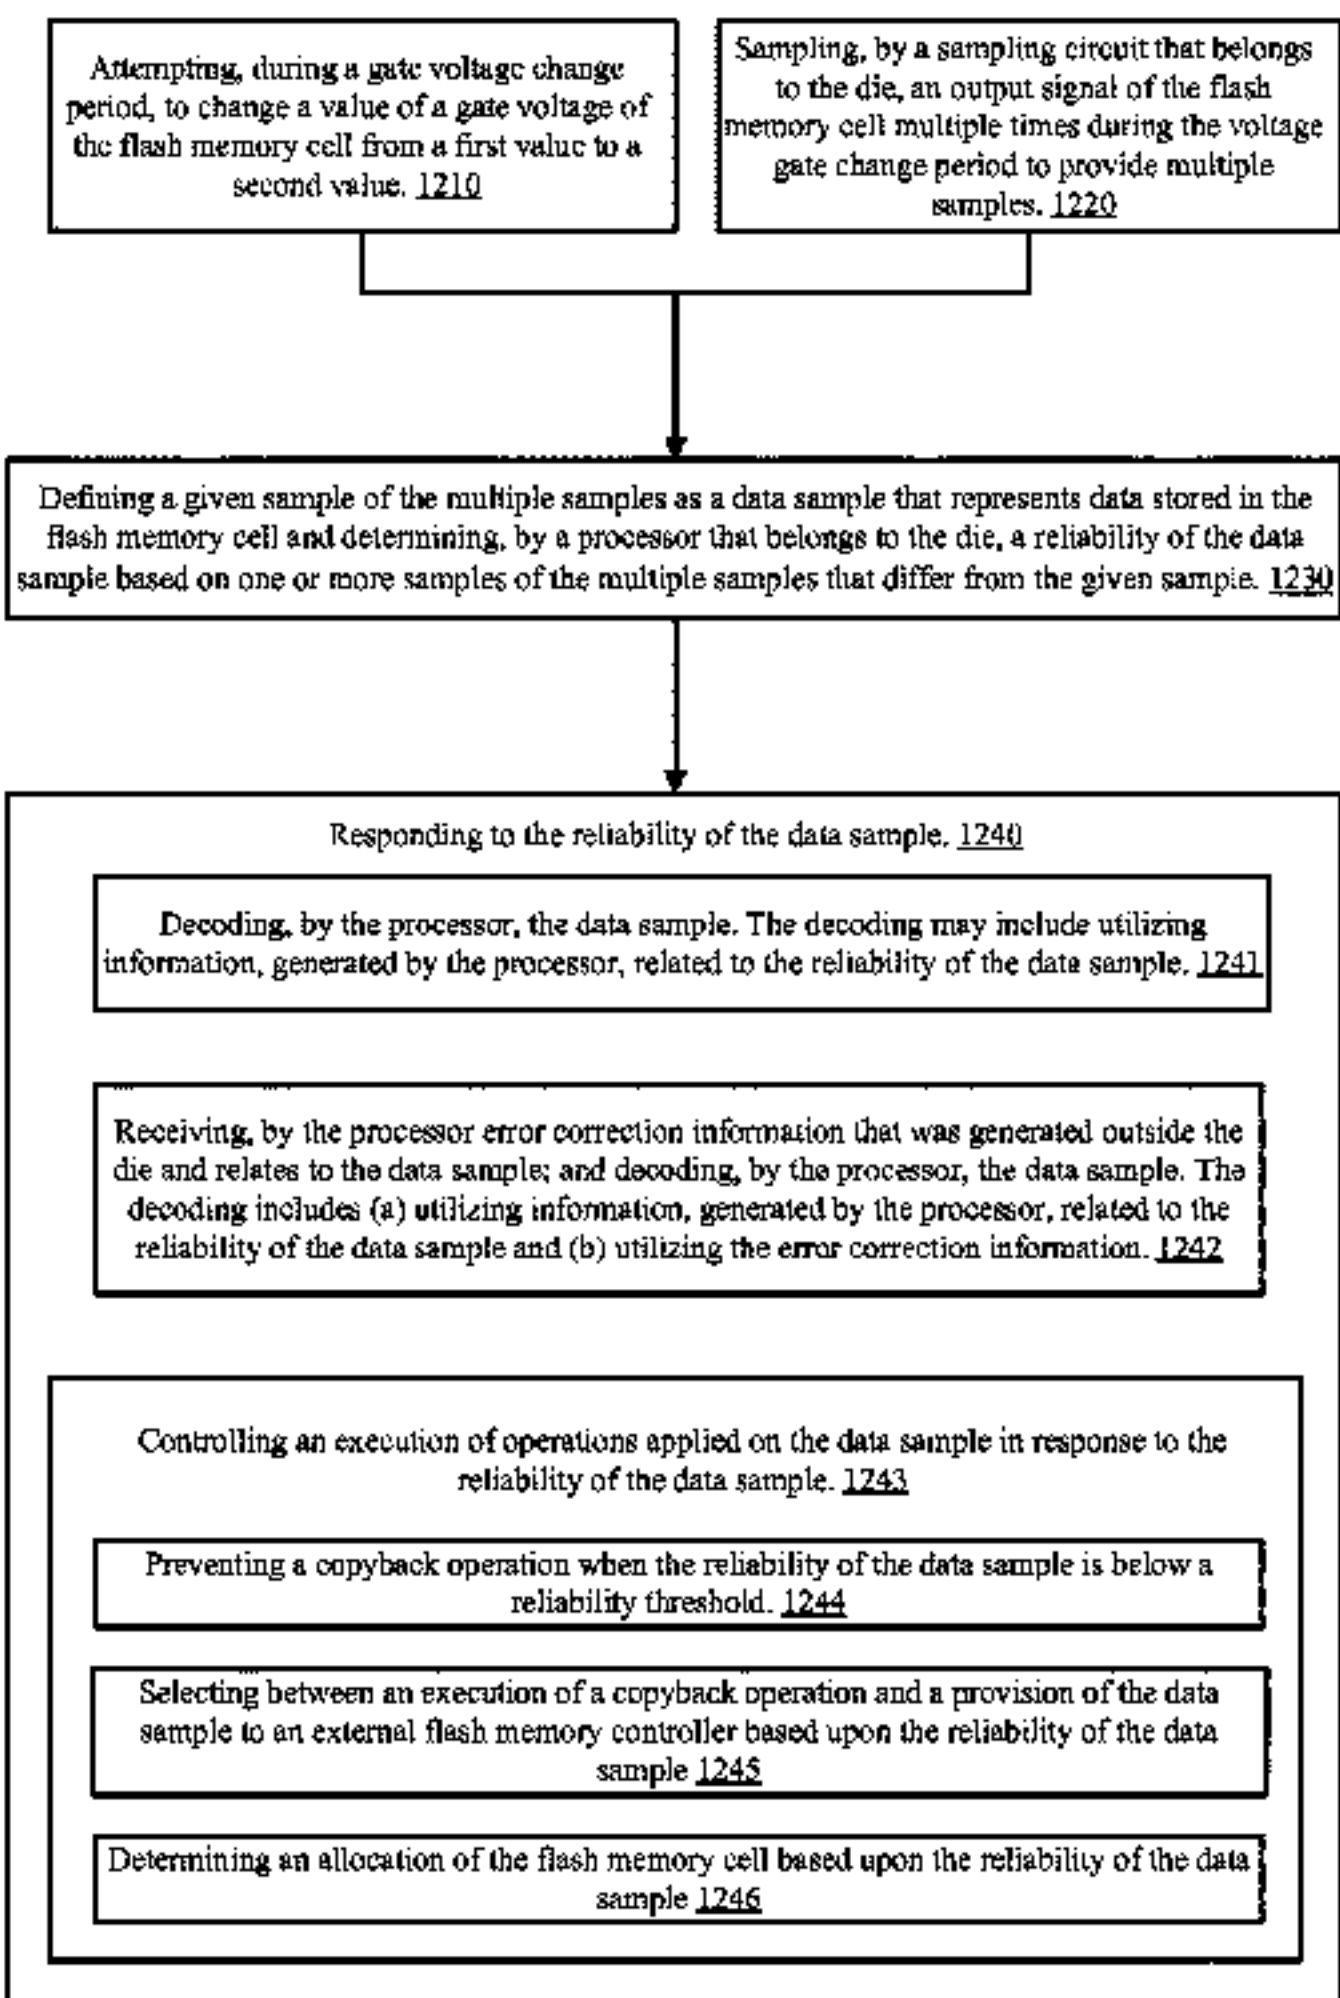 Attempting, during a gate voltage change
period, to change a value of a gate voltage of
the flash memory cell from a first value to a
second value. 1210
Sampling, by a sampling circuit that belongs
to the die, an output signal of the flash
memory cell multiple times during the voltage
gate change period to provide multiple
samples. 1220
Defining a given sample of the multiple samples as a data sample that represents data stored in the
flash memory cell and determining, by a processor that belongs to the die, a reliability of the data
sample based on one or more samples of the multiple samples that differ from the given sample. 1230
Responding to the reliability of the data sample. 1240
Decoding, by the processor, the data sample. The decoding may include utilizing
information, generated by the processor, related to the reliability of the data sample. 1241
Receiving, by the processor error correction information that was generated outside the
die and relates to the data sample; and decoding, by the processor, the data sample. The
decoding includes (a) utilizing information, generated by the processor, related to the
reliability of the data sample and (b) utilizing the error correction information. 1242
Controlling an execution of operations applied on the data sample in response to the
reliability of the data sample. 1243
Preventing a copyback operation when the reliability of the data sample is below a
reliability threshold. 1244
Selecting between an execution of a copyback operation and a provision of the data
sample to an external flash memory controller based upon the reliability of the data
sample 1245
Determining an allocation of the flash memory cell based upon the reliability of the data
sample 1246